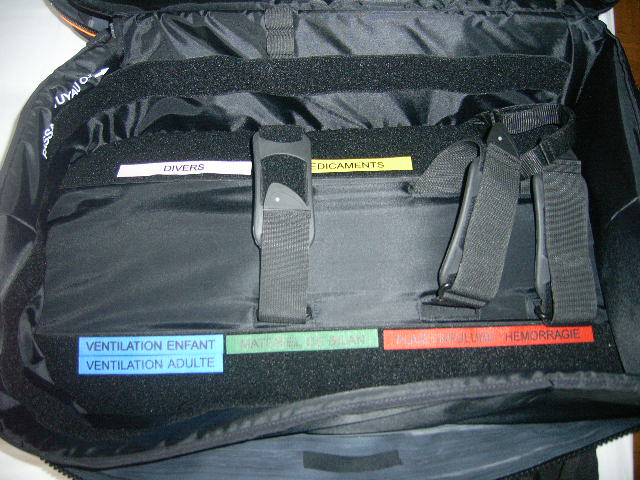 DIVERS
EDICAMENTS
VENTILATION ENFANT
MATERIEL DE BILAN
HEMORRAGIE
VENTILATION ADULTE